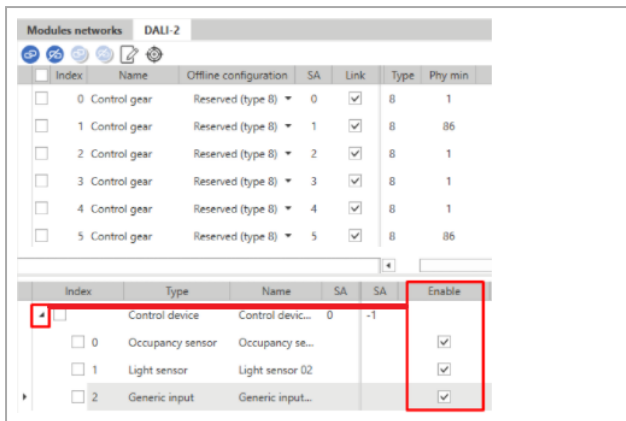 Modules networks DALI-2
Index Name Offline configuration SA Link Type Phy min
0 Control gear Reserved (type 8) 0 8 1
1 Control gear Reserved (type 8) 1 8 86
2 Control gear Reserved (type 8) 2 8 1
3 Control gear Reserved (type 8) 3 8 1
4 Control gear Reserved (type 8) 4 8 1
5 Control gear Reserved (type 8) 5 8 86
Index Type Name SA SA Enable
Control device Control devic... 0 -1
0 Occupancy sensor Occupancy se...
1 Light sensor Light sensor 02
2 Generic input Generic input...